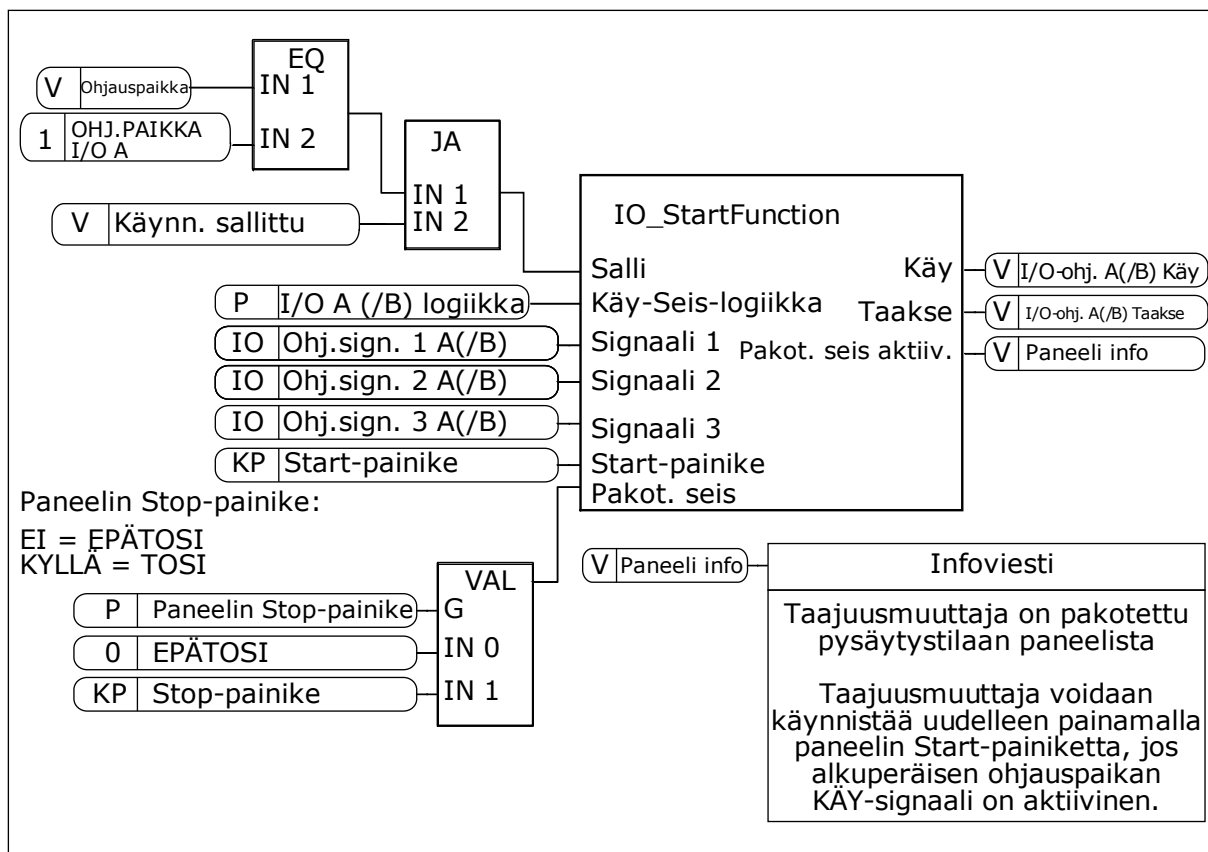 EQ
V Ohjauspaikka
IN 1
1 OHJ.PAIKKA
I/O A
IN 2
JA
IN 1
IN 2
V Käynn. sallittu
IO_StartFunction
Salli
Käy-Seis-logiikka
Signaali 1
Signaali 2
Signaali 3
Start-painike
Pakot. seis
Käy
Taakse
Pakot. seis aktiiv.
P I/O A (/B) logiikka
IO Ohj.sign. 1 A(/B)
IO Ohj.sign. 2 A(/B)
IO Ohj.sign. 3 A(/B)
KP Start-painike
V I/O-ohj. A(/B) Käy
V I/O-ohj. A(/B) Taakse
V Paneeli info
Paneelin Stop-painike:
EI = EPÄTOSI
KYLLÄ = TOSI
VAL
G
IN 0
IN 1
P Paneelin Stop-painike
0 EPÄTOSI
KP Stop-painike
V Paneeli info
Infoviesti
Taajuusmuuttaja on pakotettu
pysäytystilaan paneelista
Taajuusmuuttaja voidaan
käynnistää uudelleen painamalla
paneelin Start-painiketta, jos
alkuperäisen ohjauspaikan
KÄY-signaali on aktiivinen.